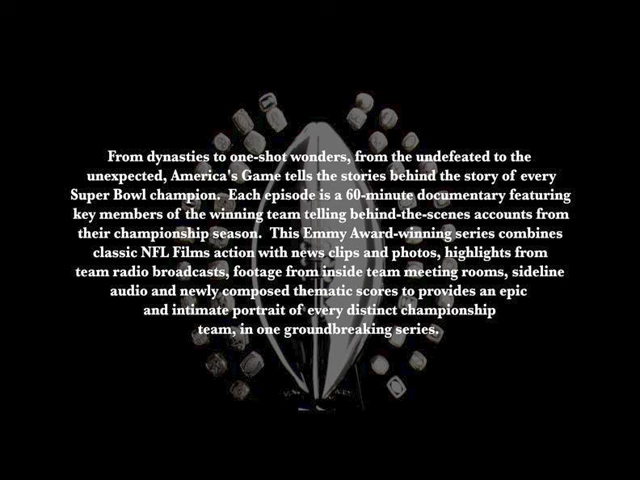 From dynasties to one-shot wonders, from the undefeated to the
unexpected, America's Game tells the stories behind the story of every
Super Bowl champion.  Each episode is a 60-minute documentary featuring
key members of the winning team telling behind-the-scenes accounts from
their championship season.  This Emmy Award-winning series combines
classic NFL Films action with news clips and photos, highlights from
team radio broadcasts, footage from inside team meeting rooms, sideline
audio and newly composed thematic scores to provides an epic
and intimate portrait of every distinct championship
team, in one groundbreaking series.